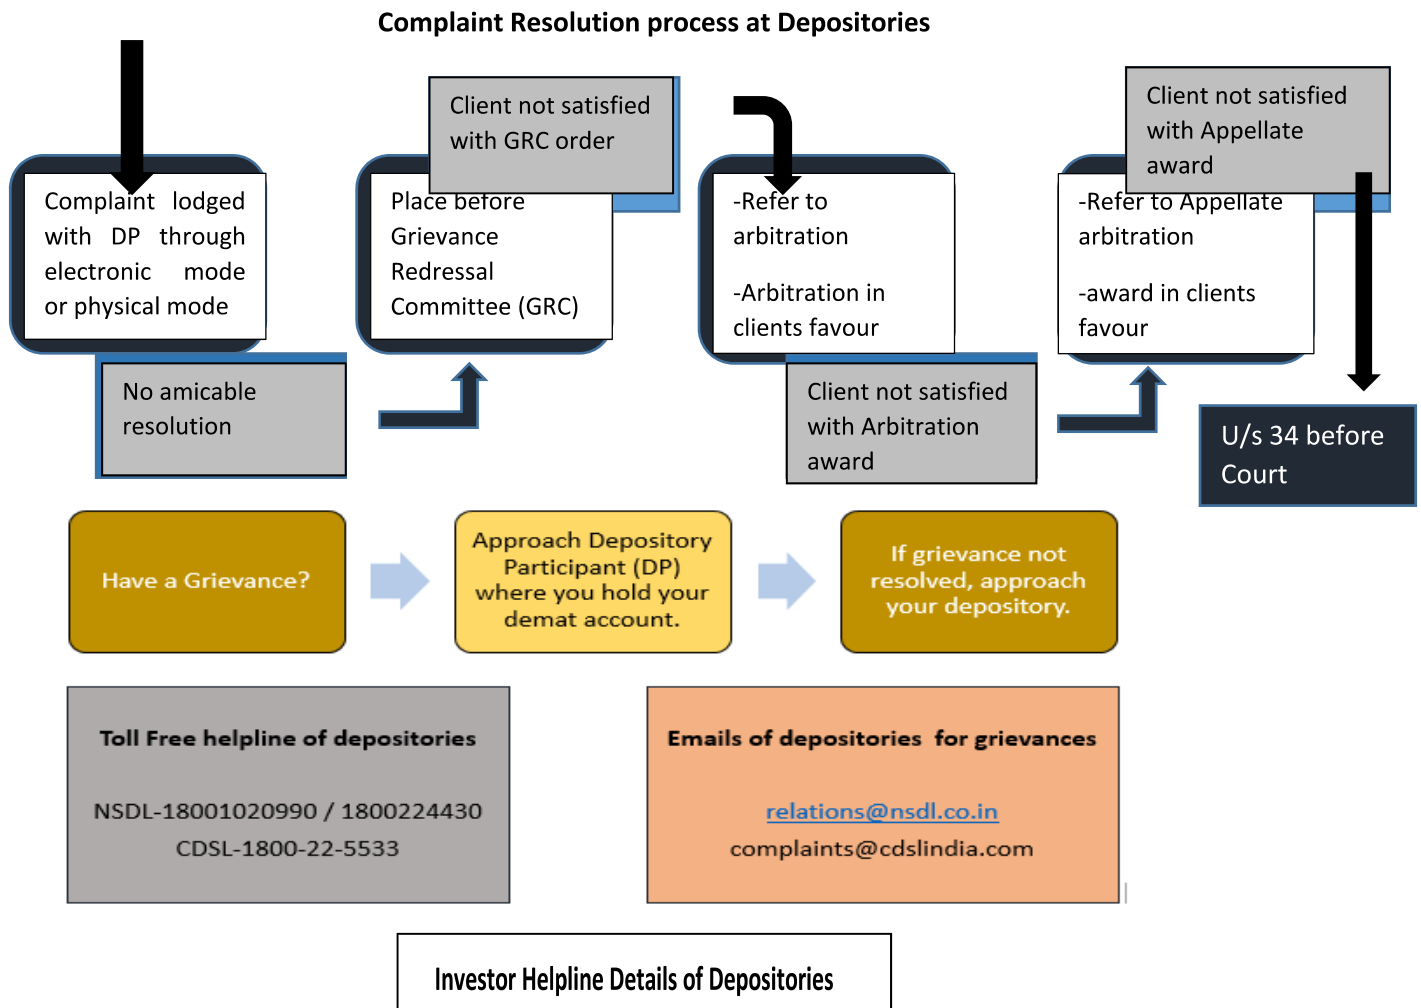 Complaint Resolution process at Depositories
Complaint lodged
with DP through
electronic mode
or physical mode
No amicable
resolution
Client not satisfied
with GRC order
Place before
Grievance
Redressal
Committee (GRC)
-Refer to
arbitration
-Arbitration in
clients favour
Client not satisfied
with Arbitration
award
Client not satisfied
with Appellate
award
-Refer to Appellate
arbitration
-award in clients
favour
U/s 34 before
Court
Have a Grievance?
Approach Depository
Participant (DP)
where you hold your
demat account.
If grievance not
resolved, approach
your depository.
Toll Free helpline of depositories
NSDL-18001020990 / 1800224430
CDSL-1800-22-5533
Emails of depositories for grievances
relations@nsdl.co.in
complaints@cdslindia.com
Investor Helpline Details of Depositories